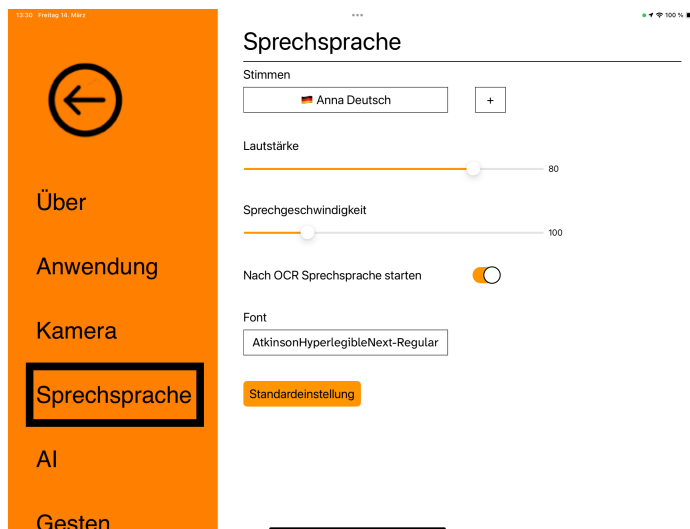 13:30 Freitag 14. März
100 %
Sprechsprache
Stimmen
Anna Deutsch
+
Lautstärke
80
Sprechgeschwindigkeit
100
Nach OCR Sprechsprache starten
Font
AtkinsonHyperlegibleNext-Regular
Standardeinstellung
Über
Anwendung
Kamera
Sprechsprache
AI
Gesten